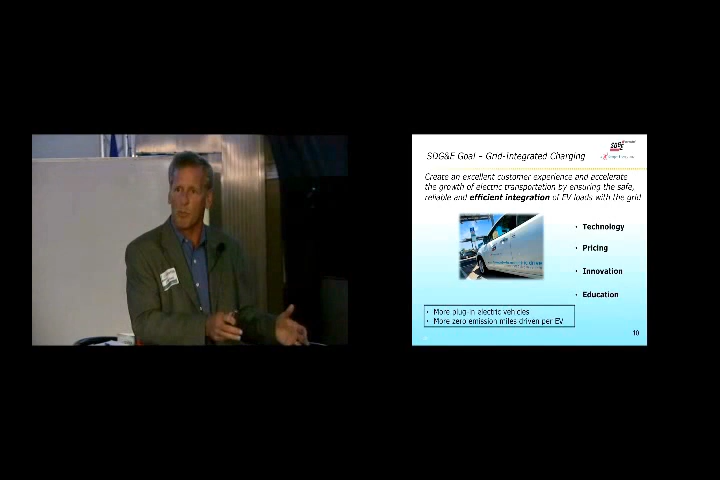 SDG&E
SDG&E Goal – Grid-Integrated Charging
Create an excellent customer experience and accelerate
the growth of electric transportation by ensuring the safe,
reliable and efficient integration of EV loads with the grid
• Technology
• Pricing
• Innovation
• Education
• More plug-in electric vehicles
• More zero emission miles driven per EV
10